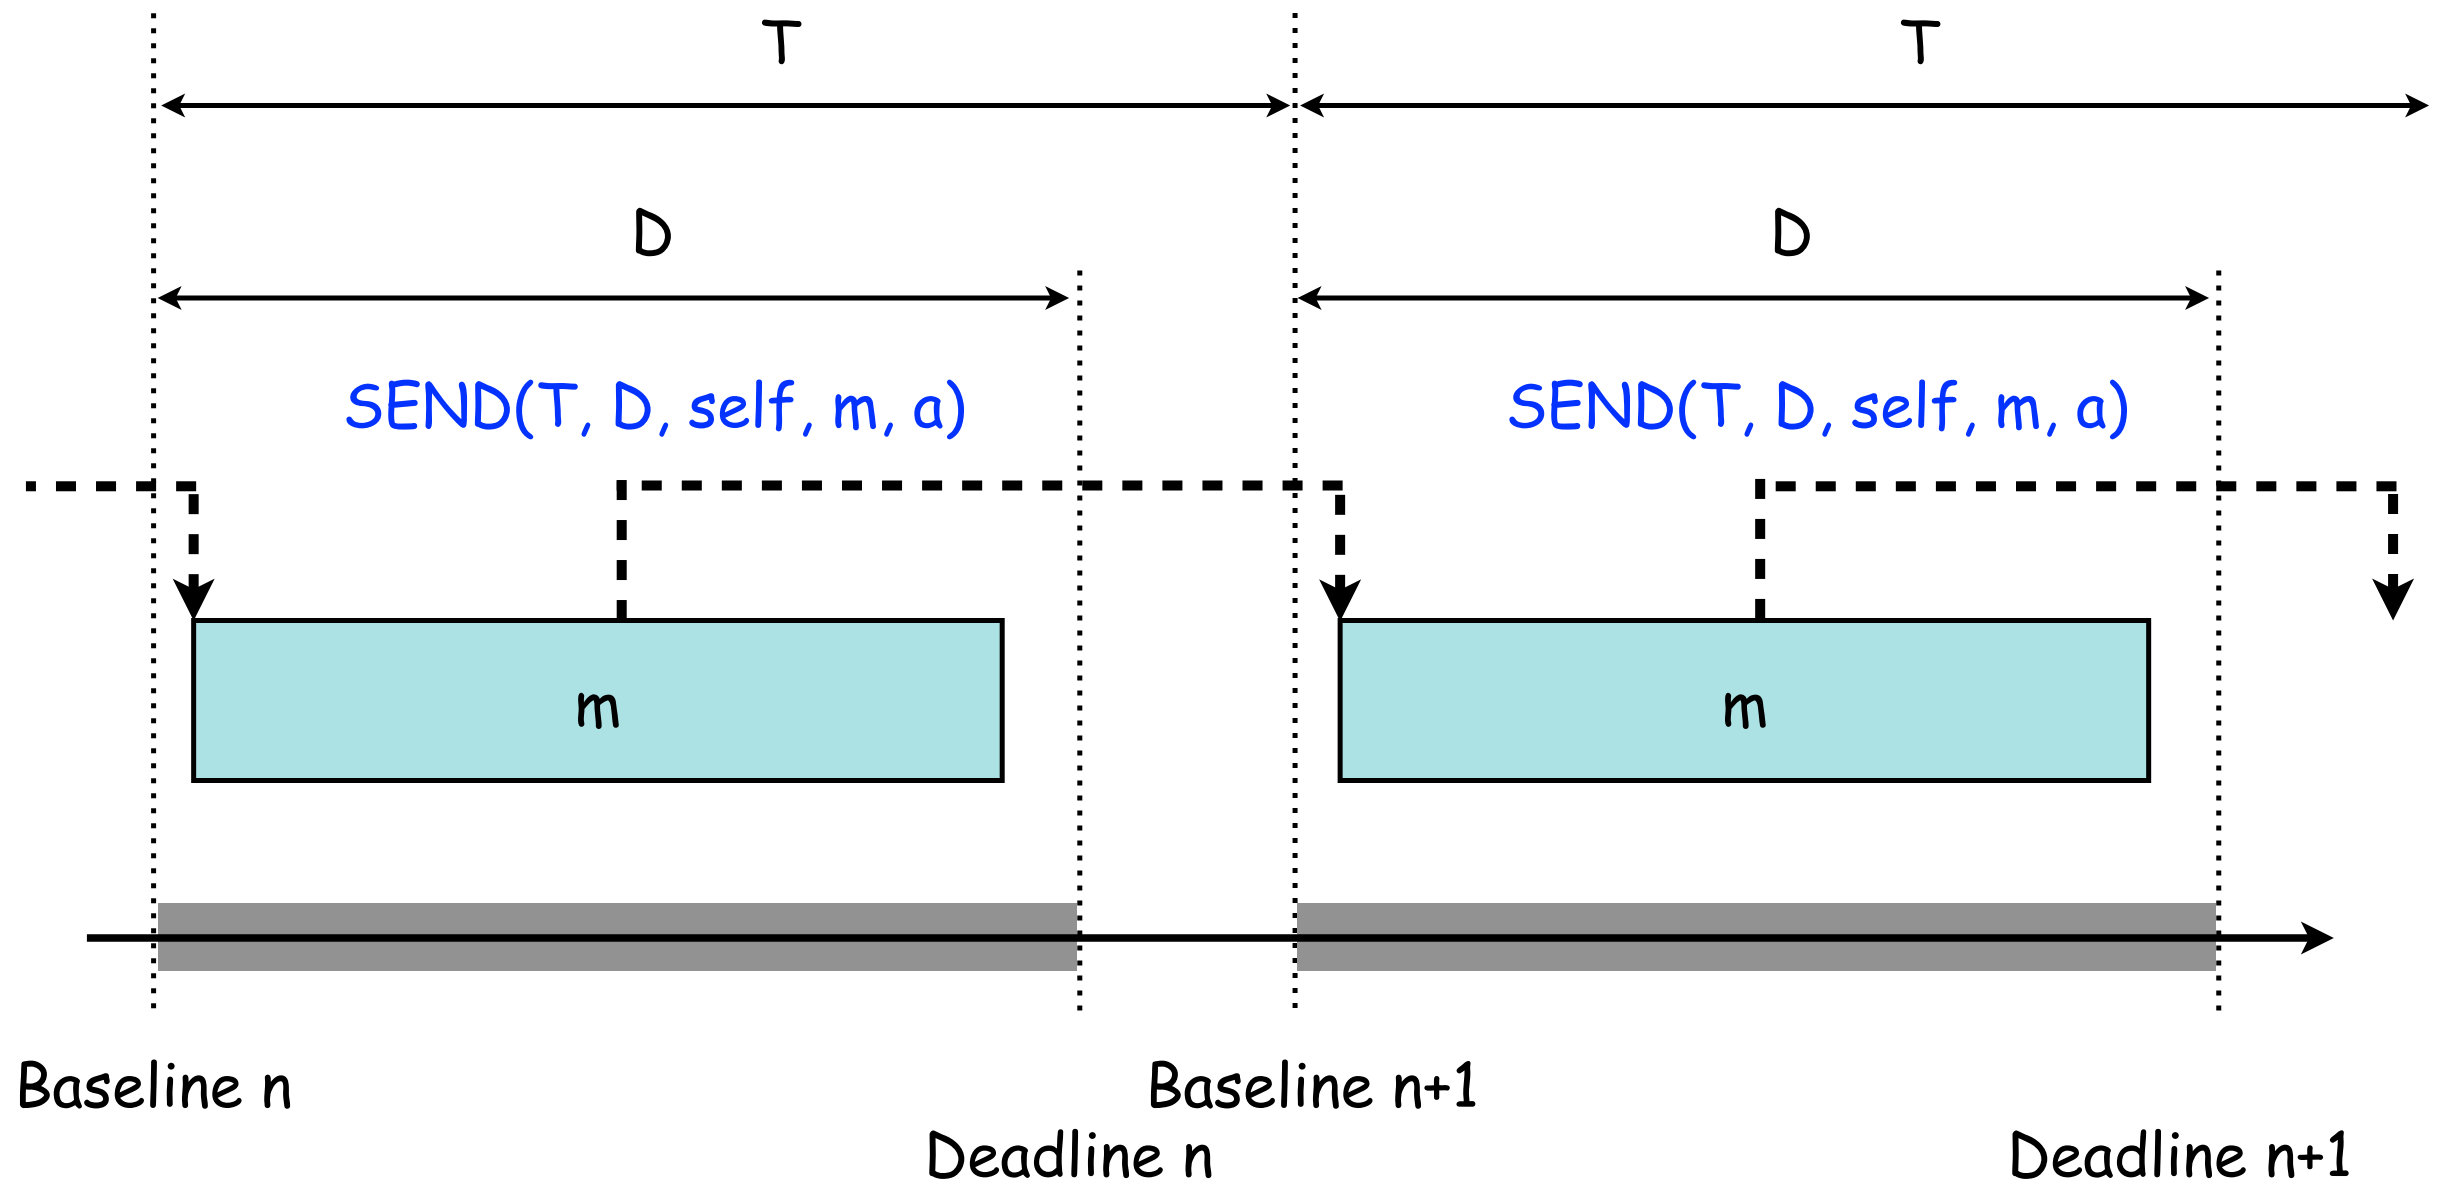 T
T
D
D
SEND(T, D, self, m, a)
SEND(T, D, self, m, a)
m
m
Baseline n
Baseline n+1
Deadline n
Deadline n+1